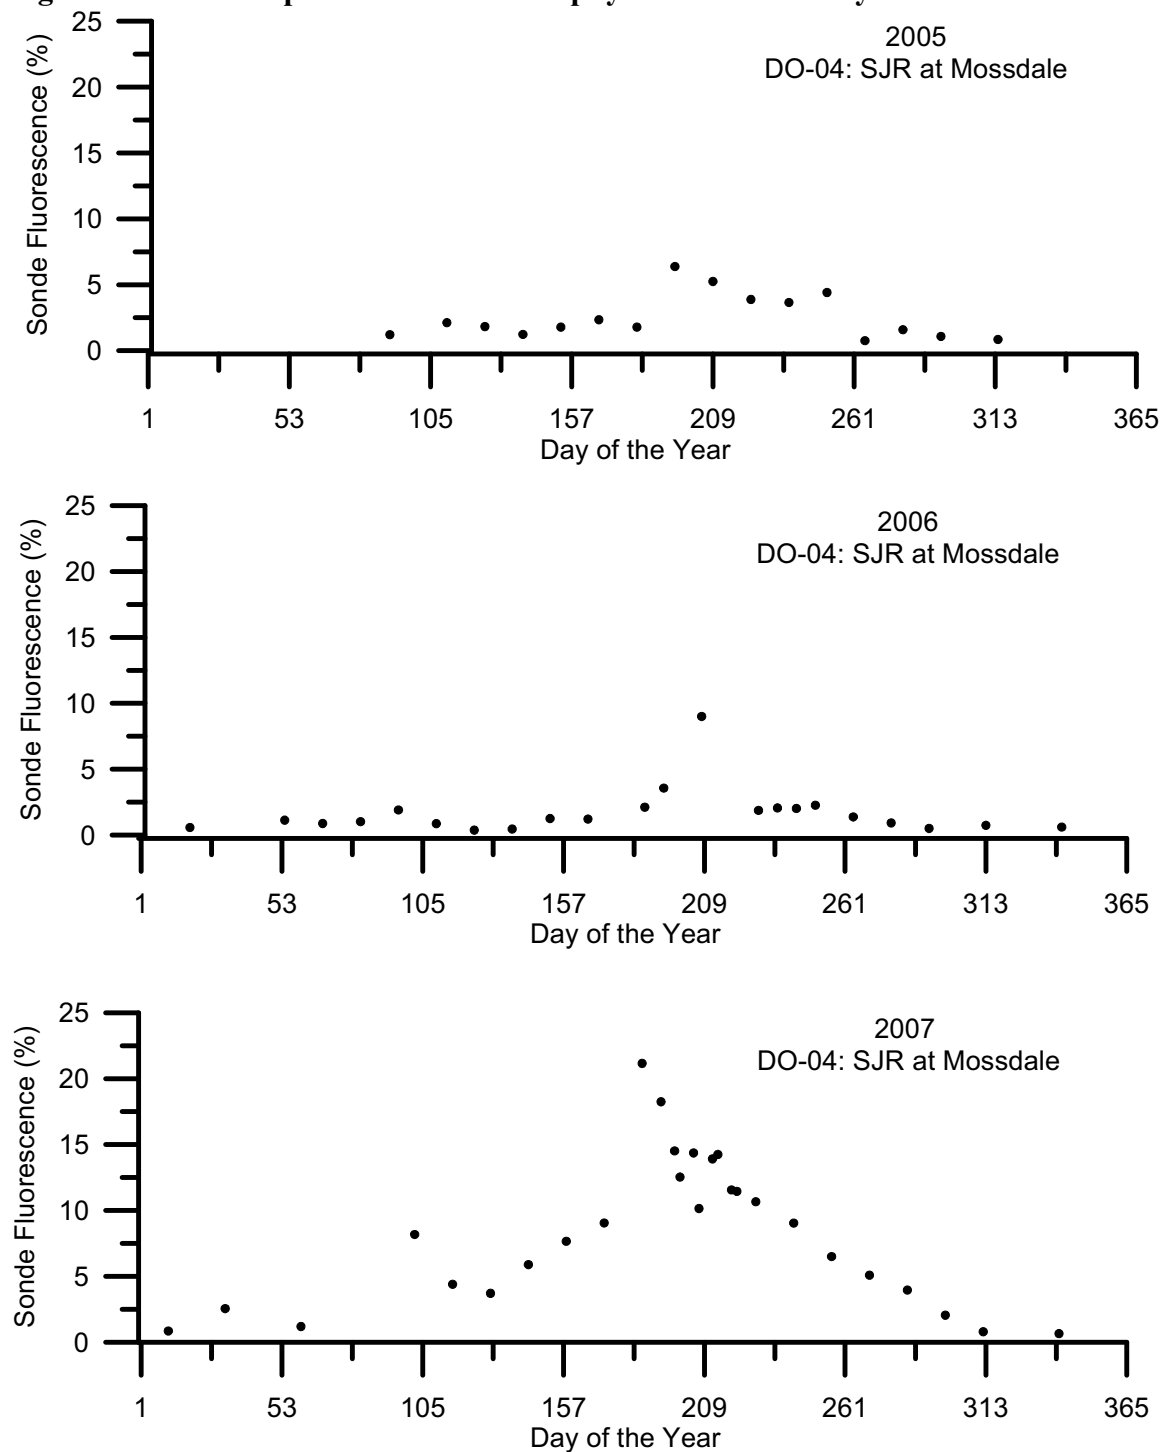 25
2005
DO-04: SJR at Mossdale
20
15
10
5
0
Sonde Fluorescence (%)
1 53 105 157 209 261 313 365
Day of the Year
25
2006
DO-04: SJR at Mossdale
20
15
10
5
0
Sonde Fluorescence (%)
1 53 105 157 209 261 313 365
Day of the Year
25
2007
DO-04: SJR at Mossdale
20
15
10
5
0
Sonde Fluorescence (%)
1 53 105 157 209 261 313 365
Day of the Year